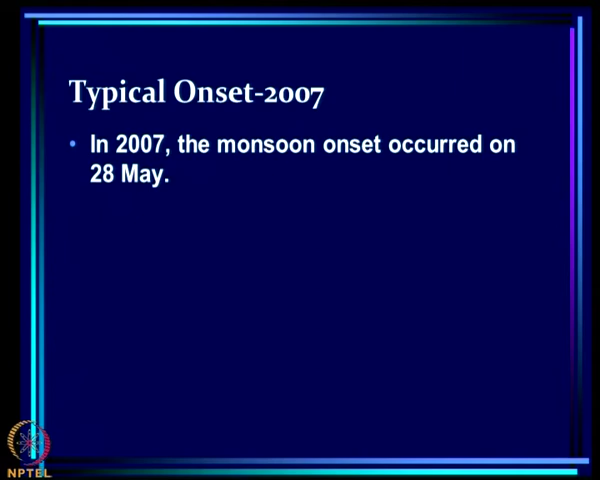 Typical Onset-2007
• In 2007, the monsoon onset occurred on
28 May.
NPTEL